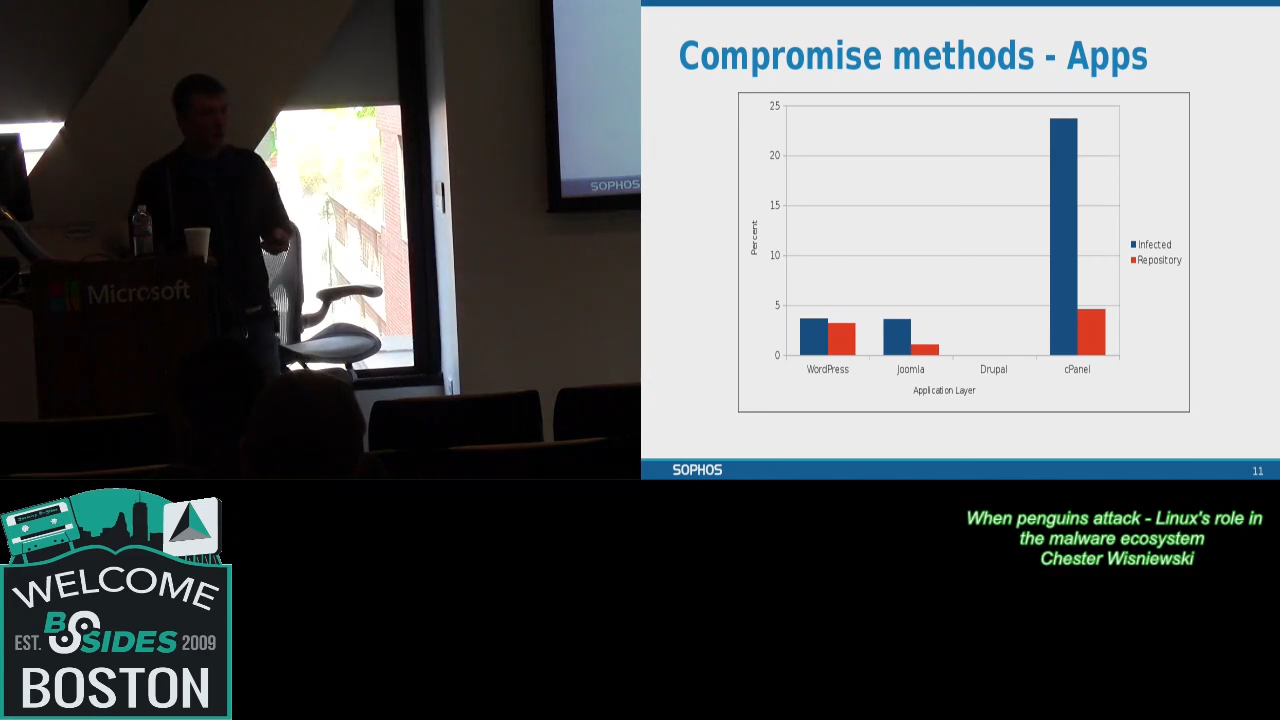 Microsoft
SOPHOS
Compromise methods - Apps
25
20
15
10
5
0
Percent
WordPress
Joomla
Drupal
cPanel
Application Layer
Infected
Repository
SOPHOS
11
When penguins attack - Linux's role in
the malware ecosystem
Chester Wisniewski
WELCOME
EST. BSIDES 2009
BOSTON